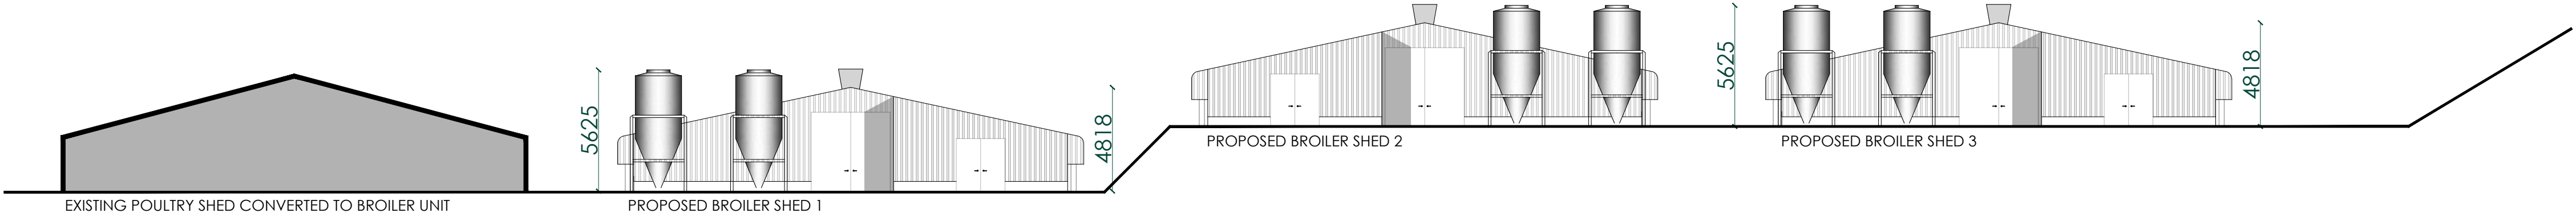 5625
4818
5625
4818
PROPOSED BROILER SHED 2
PROPOSED BROILER SHED 3
EXISTING POULTRY SHED CONVERTED TO BROILER UNIT
PROPOSED BROILER SHED 1